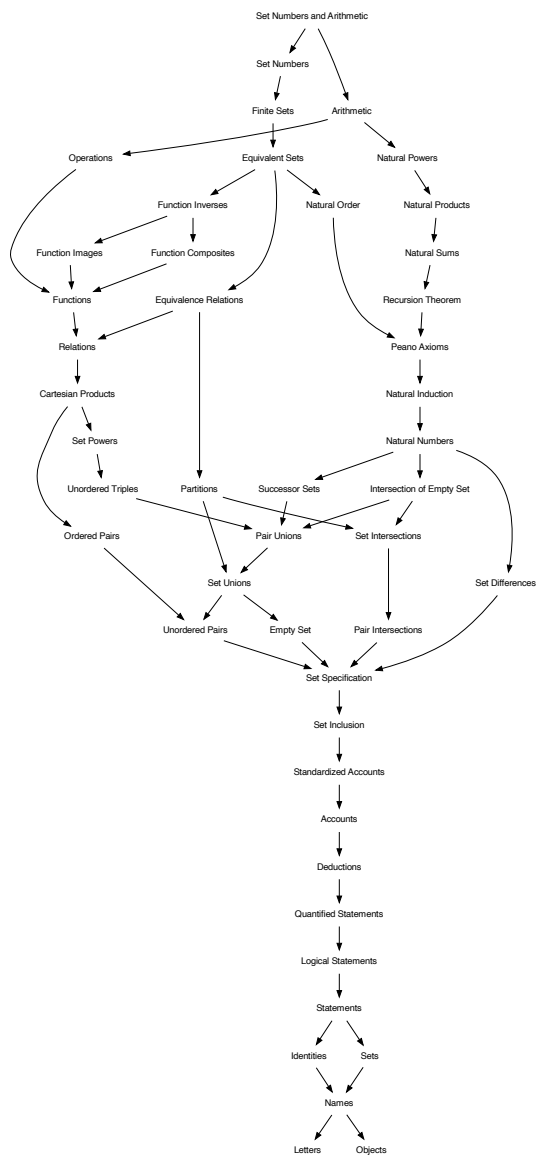 Set Numbers and Arithmetic
Set Numbers
Finite Sets
Arithmetic
Operations
Equivalent Sets
Natural Powers
Function Inverses
Natural Order
Natural Products
Function Images
Function Composites
Natural Sums
Functions
Equivalence Relations
Recursion Theorem
Relations
Peano Axioms
Cartesian Products
Natural Induction
Set Powers
Natural Numbers
Unordered Triples
Partitions
Successor Sets
Intersection of Empty Set
Ordered Pairs
Pair Unions
Set Intersections
Set Unions
Set Differences
Unordered Pairs
Empty Set
Pair Intersections
Set Specification
Set Inclusion
Standardized Accounts
Accounts
Deductions
Quantified Statements
Logical Statements
Statements
Identities
Sets
Names
Letters
Objects